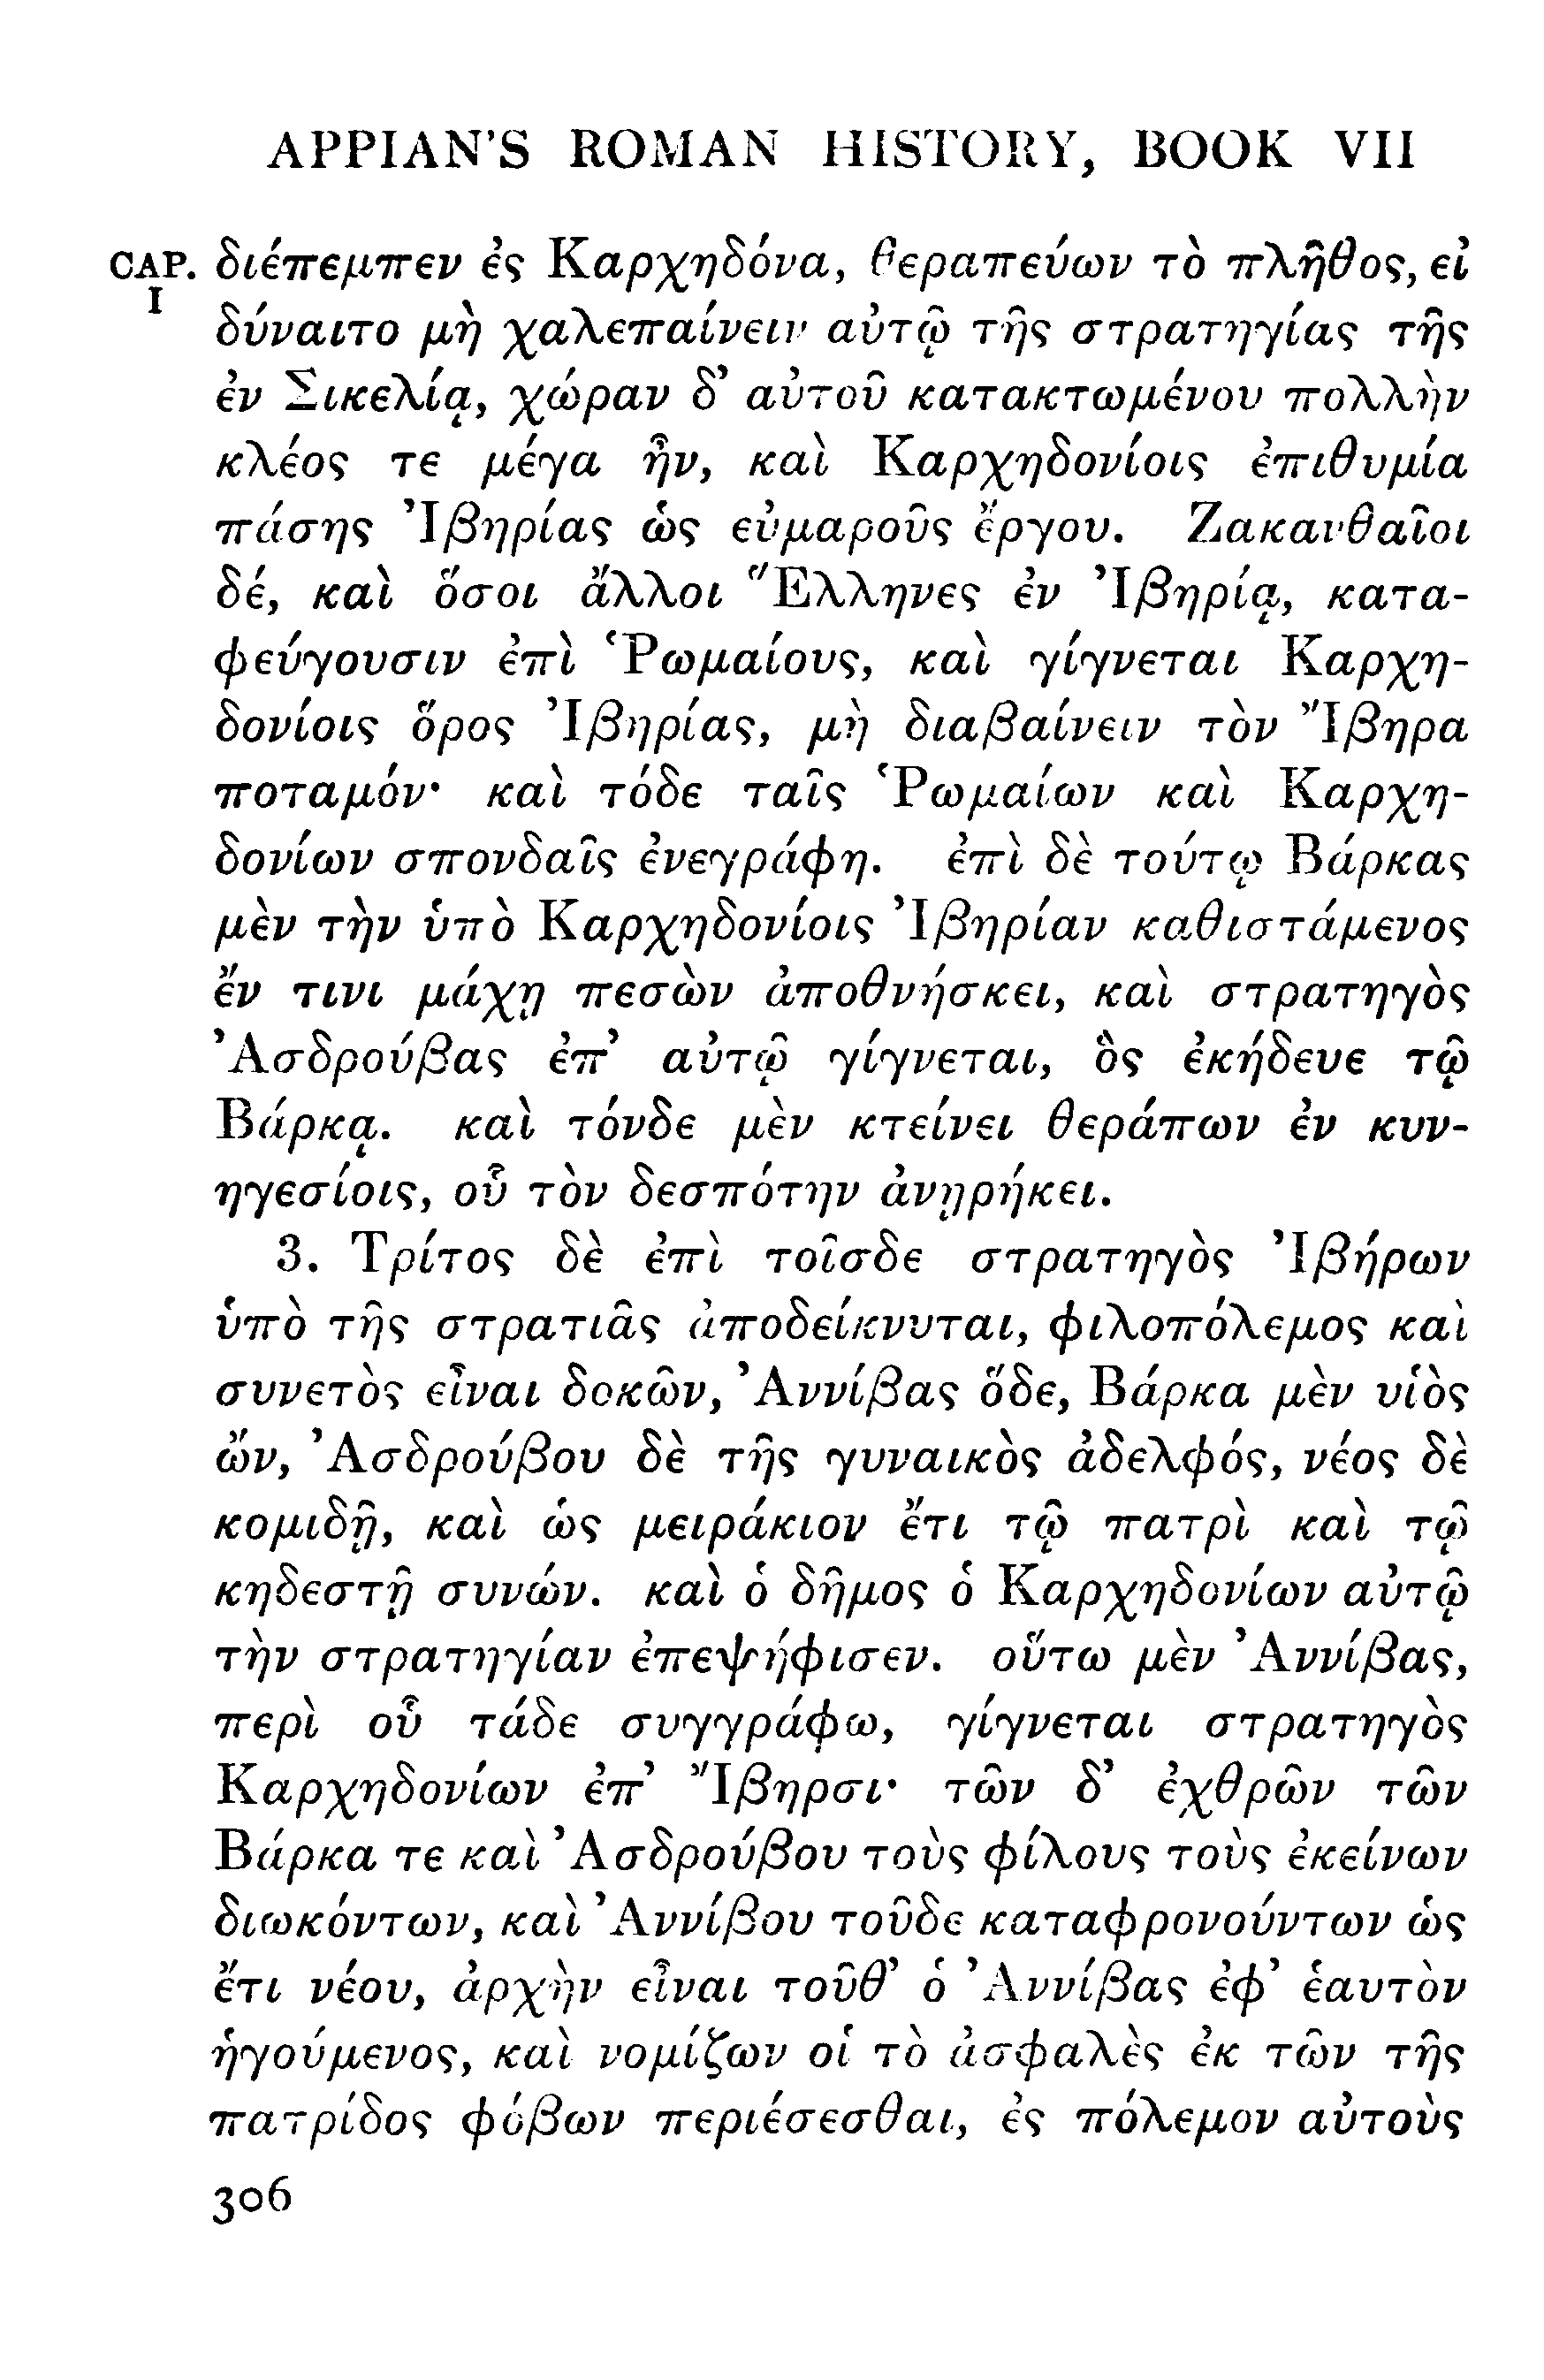 APPIAN'S ROMAN HISTORY, BOOK VII
CAP. διέπεμπεν ἐς Καρχηδόνα, θεραπεύων τὸ πλῆθος, εἰ
I
δύναιτο μὴ χαλεπαίνειν αὐτῷ τῆς στρατηγίας τῆς
ἐν Σικελίᾳ, χώραν δ' αὐτοῦ κατακτωμένου πολλὴν
κλέος τε μέγα ἦν, καὶ Καρχηδονίοις ἐπιθυμία
πάσης Ἰβηρίας ὡς εὐμαροῦς ἔργου. Ζακανθαῖοι
δέ, καὶ ὅσοι ἄλλοι Ἕλληνες ἐν Ἰβηρίᾳ, κατα-
φεύγουσιν ἐπὶ Ῥωμαίους, καὶ γίγνεται Καρχη-
δονίοις ὅρος Ἰβηρίας, μὴ διαβαίνειν τὸν Ἴβηρα
ποταμόν· καὶ τόδε ταῖς Ῥωμαίων καὶ Καρχη-
δονίων σπονδαῖς ἐνεγράφη. ἐπὶ δὲ τούτῳ Βάρκας
μὲν τὴν ὑπὸ Καρχηδονίοις Ἰβηρίαν καθιστάμενος
ἔν τινι μάχῃ πεσὼν ἀποθνήσκει, καὶ στρατηγὸς
Ἀσδρούβας ἐπ' αὐτῷ γίγνεται, ὃς ἐκήδευε τῷ
Βάρκᾳ. καὶ τόνδε μὲν κτείνει θεράπων ἐν κυν-
ηγεσίοις, οὗ τὸν δεσπότην ἀνῃρήκει.
3. Τρίτος δὲ ἐπὶ τοῖσδε στρατηγὸς Ἰβήρων
ὑπὸ τῆς στρατιᾶς ἀποδείκνυται, φιλοπόλεμος καὶ
συνετὸς εἶναι δοκῶν, Ἀννίβας ὅδε, Βάρκα μὲν υἱὸς
ὤν, Ἀσδρούβου δὲ τῆς γυναικὸς ἀδελφός, νέος δὲ
κομιδῇ, καὶ ὡς μειράκιον ἔτι τῷ πατρὶ καὶ τῷ
κηδεστῇ συνών. καὶ ὁ δῆμος ὁ Καρχηδονίων αὐτῷ
τὴν στρατηγίαν ἐπεψήφισεν. οὕτω μὲν Ἀννίβας,
περὶ οὗ τάδε συγγράφω, γίγνεται στρατηγὸς
Καρχηδονίων ἐπ' Ἴβηρσι· τῶν δ' ἐχθρῶν τῶν
Βάρκα τε καὶ Ἀσδρούβου τοὺς φίλους τοὺς ἐκείνων
διωκόντων, καὶ Ἀννίβου τοῦδε καταφρονούντων ὡς
ἔτι νέου, ἀρχὴν εἶναι τοῦθ' ὁ Ἀννίβας ἐφ' ἑαυτὸν
ἡγούμενος, καὶ νομίζων οἱ τὸ ἀσφαλὲς ἐκ τῶν τῆς
πατρίδος φόβων περιέσεσθαι, ἐς πόλεμον αὐτοὺς
306